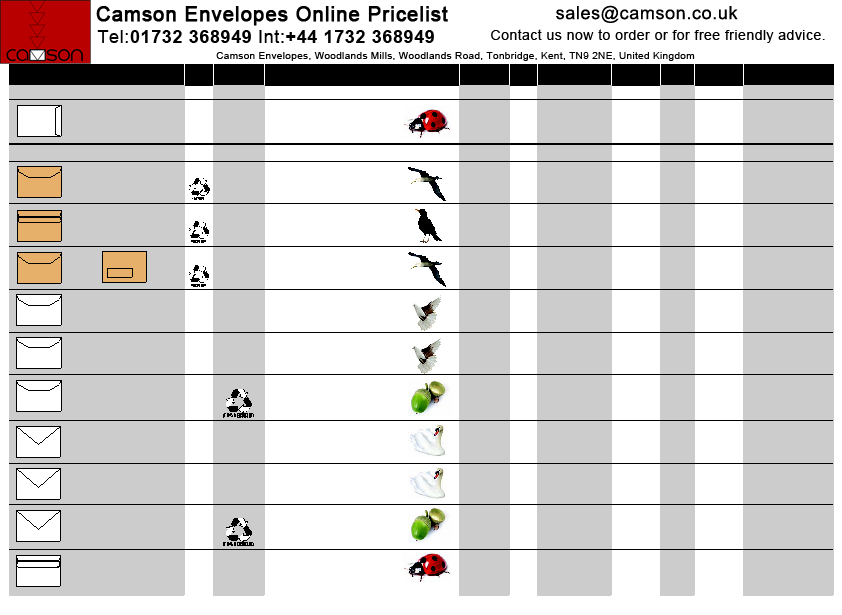 Camson Envelopes Online Pricelist
sales@camson.co.uk
Tel:01732 368949 Int:+44 1732 368949
Contact us now to order or for free friendly advice.
camson
Camson Envelopes, Woodlands Mills, Woodlands Road, Tonbridge, Kent, TN9 2NE, United Kingdom